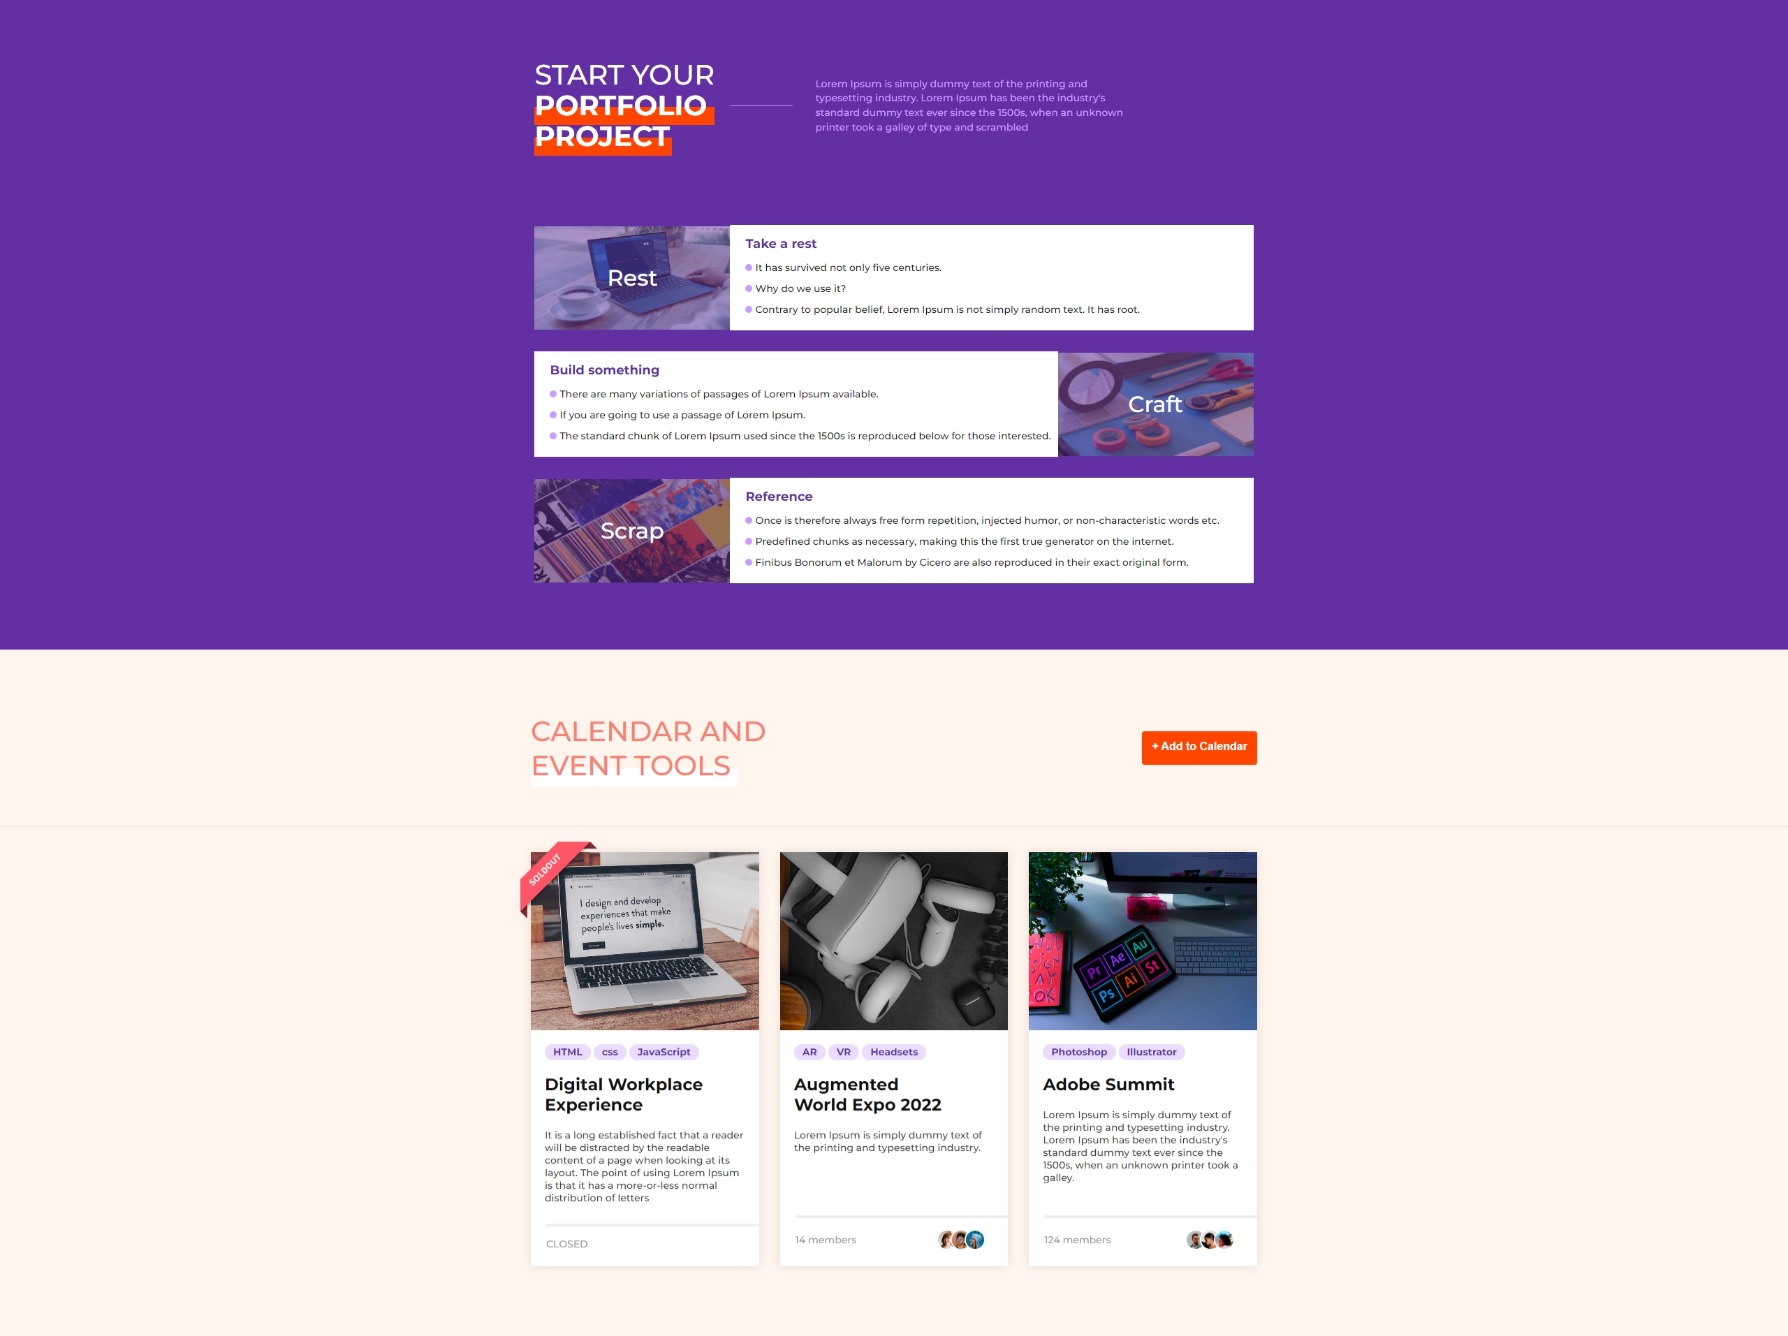 START YOUR
PORTFOLIO
PROJECT
Lorem Ipsum is simply dummy text of the printing and
typesetting industry. Lorem Ipsum has been the industry's
standard dummy text ever since the 1500s, when an unknown
printer took a galley of type and scrambled
Rest
Take a rest
It has survived not only five centuries.
Why do we use it?
Contrary to popular belief, Lorem Ipsum is not simply random text. It has root.
Build something
There are many variations of passages of Lorem Ipsum available.
If you are going to use a passage of Lorem Ipsum.
The standard chunk of Lorem Ipsum used since the 1500s is reproduced below for those interested.
Craft
Scrap
Reference
Once is therefore always free form repetition, injected humor, or non-characteristic words etc.
Predefined chunks as necessary, making this the first true generator on the internet.
Finibus Bonorum et Malorum by Cicero are also reproduced in their exact original form.
CALENDAR AND
EVENT TOOLS
+ Add to Calendar
SOLDOUT
I design and develop
experiences that make
people's lives simple.
HTML css JavaScript
Digital Workplace
Experience
It is a long established fact that a reader
will be distracted by the readable
content of a page when looking at its
layout. The point of using Lorem Ipsum
is that it has a more-or-less normal
distribution of letters
CLOSED
AR VR Headsets
Augmented
World Expo 2022
Lorem Ipsum is simply dummy text of
the printing and typesetting industry.
14 members
Pr Ae Au
Ps Ai St
OK
Photoshop Illustrator
Adobe Summit
Lorem Ipsum is simply dummy text of
the printing and typesetting industry.
Lorem Ipsum has been the industry's
standard dummy text ever since the
1500s, when an unknown printer took a
galley.
124 members